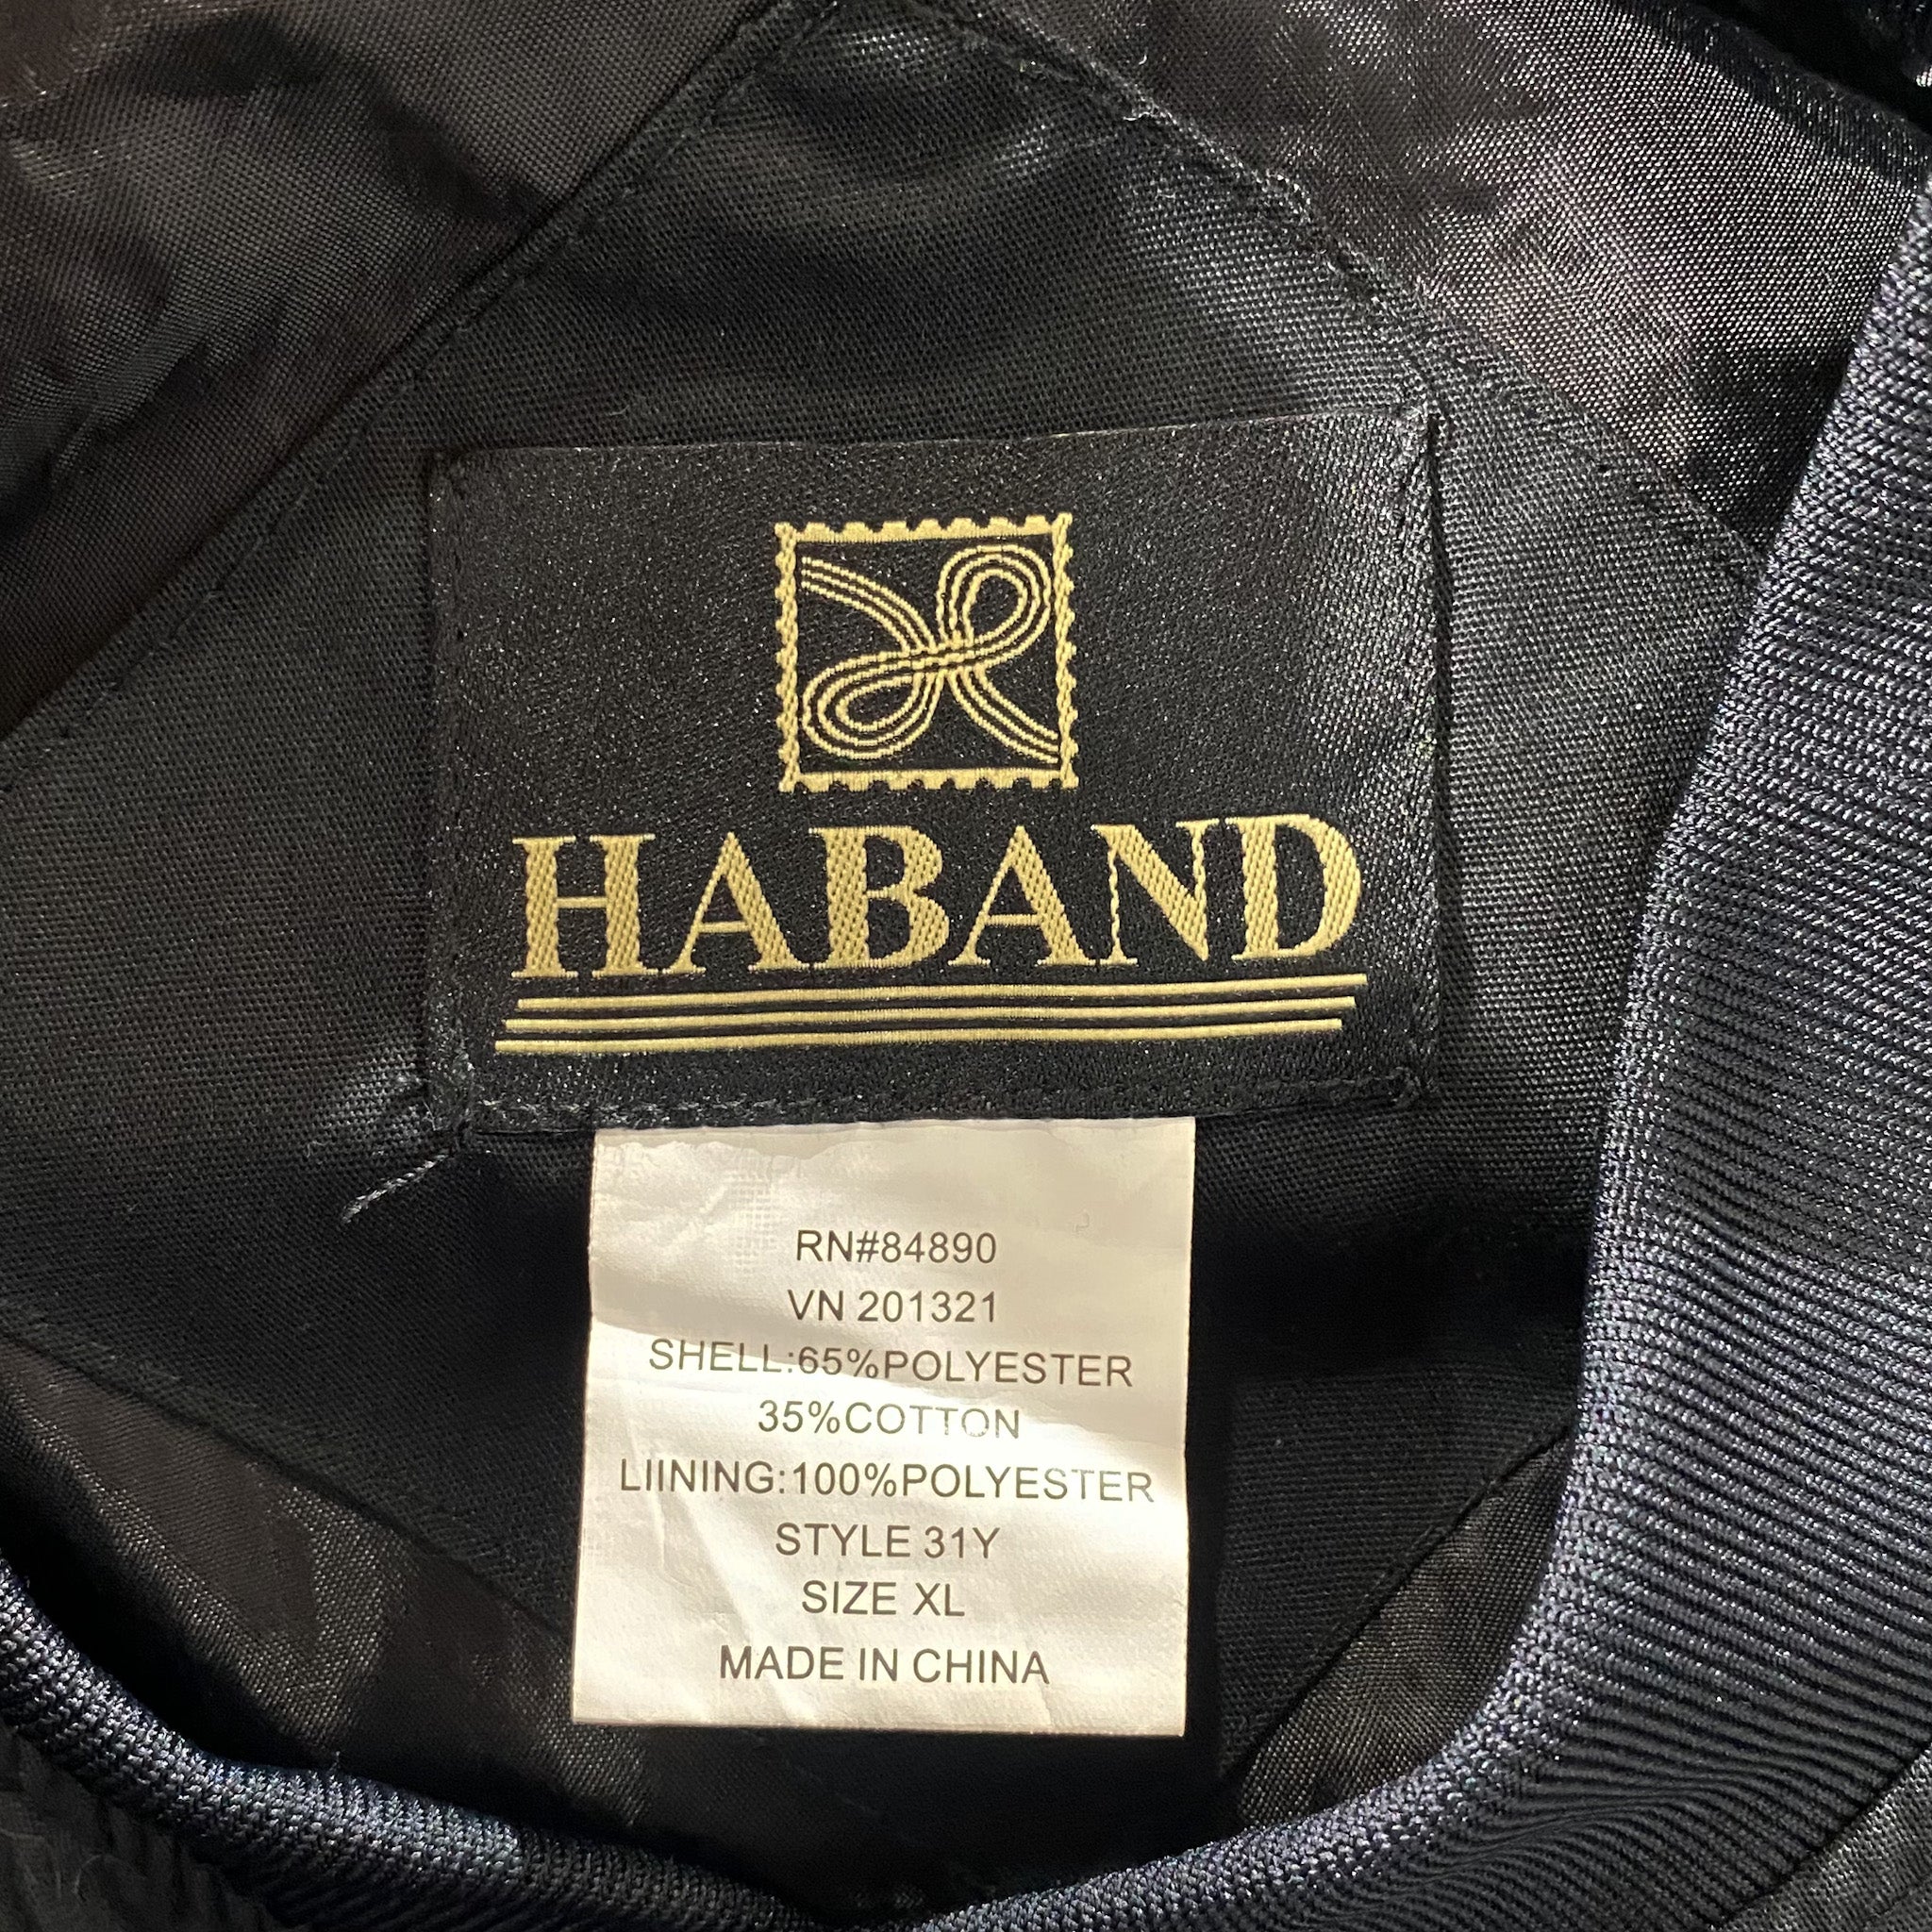 HABAND
RN#84890
VN 201321
SHELL:65%POLYESTER
35%COTTON
LIINING:100%POLYESTER
STYLE 31Y
SIZE XL
MADE IN CHINA